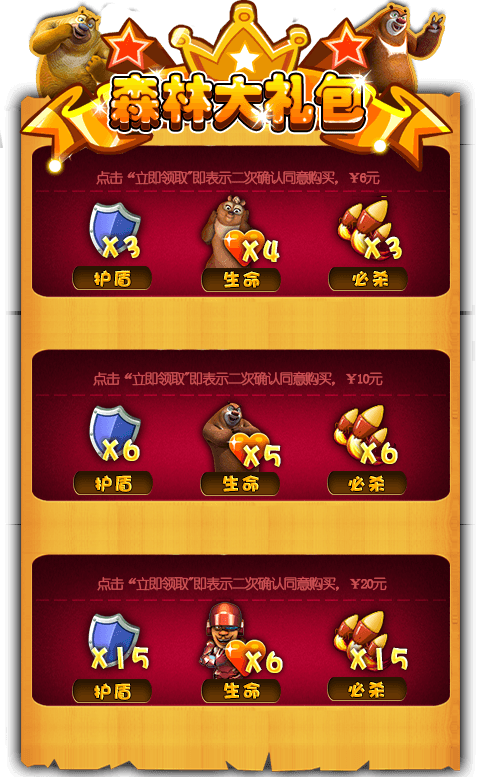 森林大礼包
点击“立即领取”即表示二次确认同意购买，￥6元
X3 X4 X3
护盾 生命 必杀
点击“立即领取”即表示二次确认同意购买，￥10元
X6 X5 X6
护盾 生命 必杀
点击“立即领取”即表示二次确认同意购买，￥20元
X15 X6 X15
护盾 生命 必杀